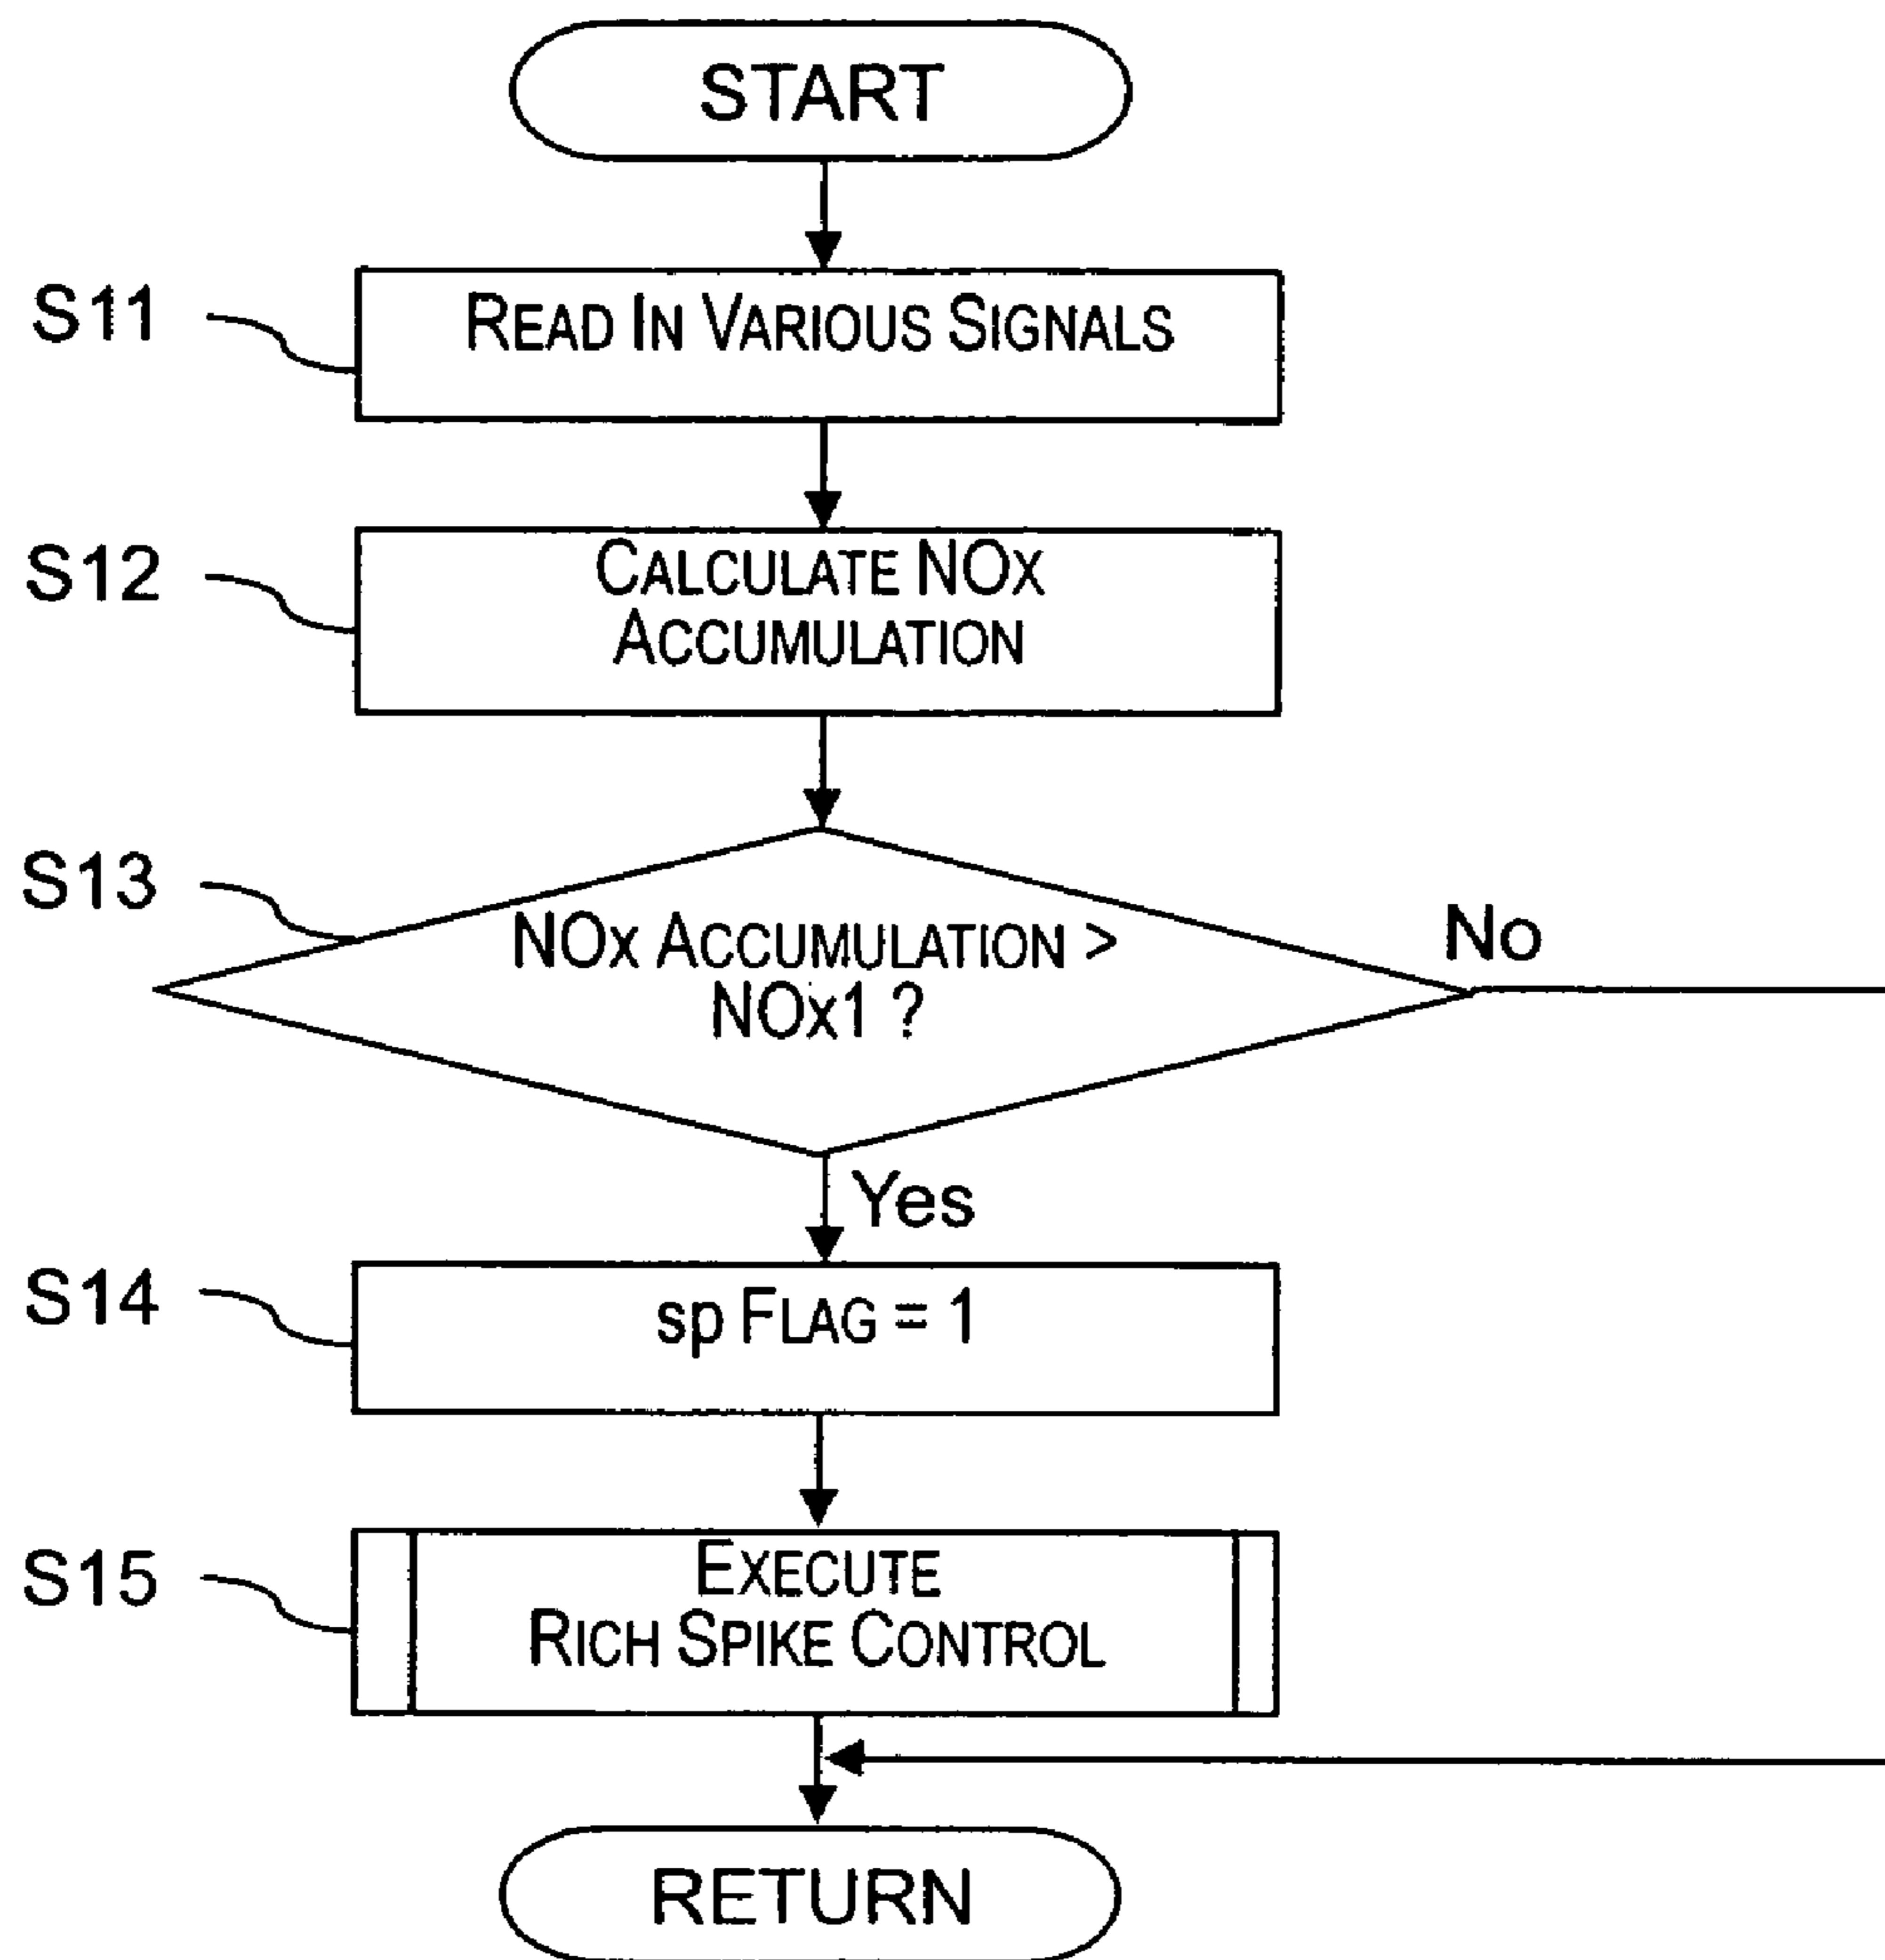 START
S11
READ IN VARIOUS SIGNALS
S12
CALCULATE NOx
ACCUMULATION
S13
NOx ACCUMULATION >
NOx1 ?
No
Yes
S14
sp FLAG = 1
S15
EXECUTE
RICH SPIKE CONTROL
RETURN